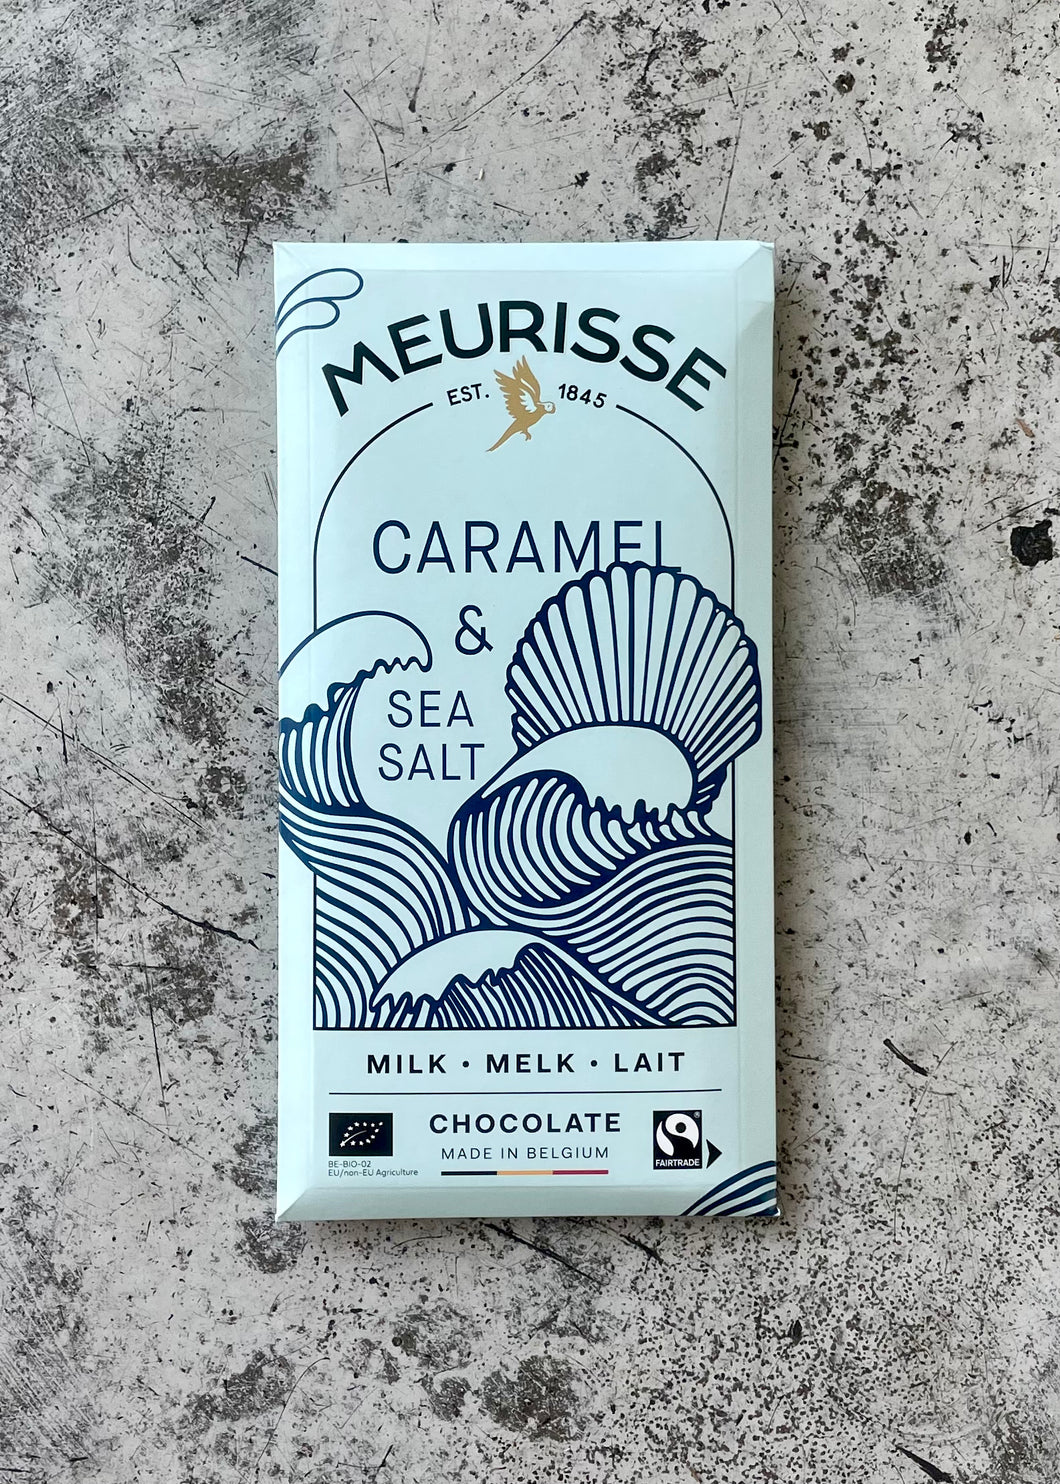 MEURISSE
EST. 1845
CARAMEL
&
SEA
SALT
MILK • MELK • LAIT
CHOCOLATE
MADE IN BELGIUM
BE-BIO-02
EU/non-EU Agriculture
FAIRTRADE